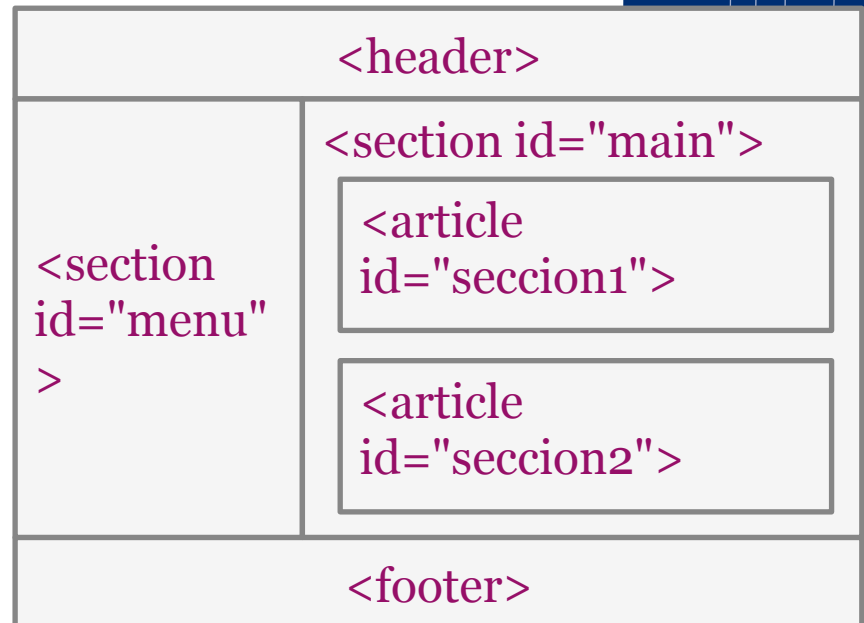 <header>
<section
id="menu"
>
<section id="main">
<article
id="seccion1">
<article
id="seccion2">
<footer>